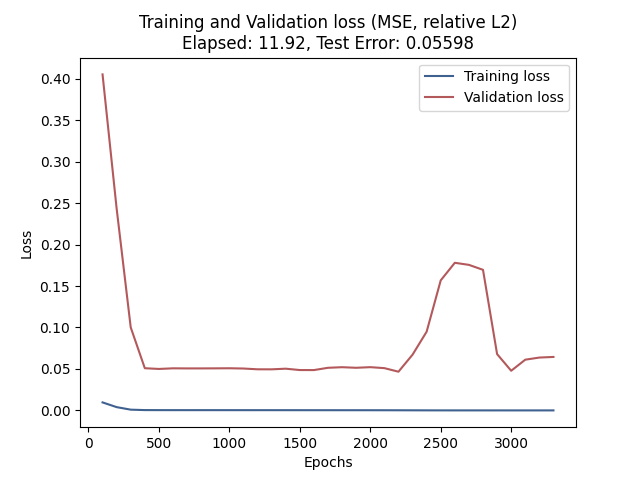 Training and Validation loss (MSE, relative L2)
Elapsed: 11.92, Test Error: 0.05598
Training loss
Validation loss
0.40
0.35
0.30
0.25
0.20
0.15
0.10
0.05
0.00
Loss
0 500 1000 1500 2000 2500 3000
Epochs